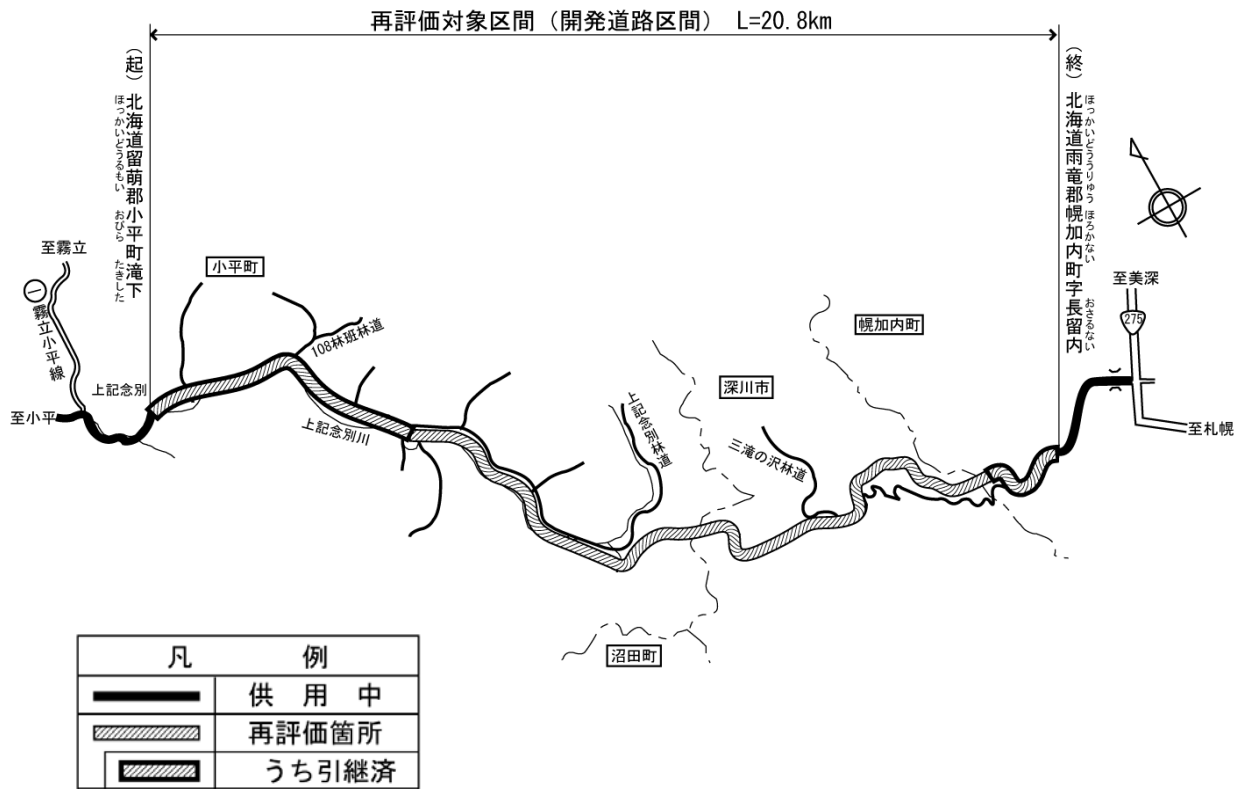 再評価対象区間（開発道路区間） L=20.8km
（起）北海道留萌郡小平町滝下
ほっかいどうるもい おびら たきした
（終）北海道雨竜郡幌加内町字長留内
ほっかいどううりゅう ほろかない おさるない
至霧立
小平町
一
霧立小平線
108林班林道
上記念別
至小平
上記念別川
上記念別林道
深川市
三滝の沢林道
幌加内町
至美深
275
至札幌
沼田町
凡 例
供 用 中
再評価箇所
うち引継済